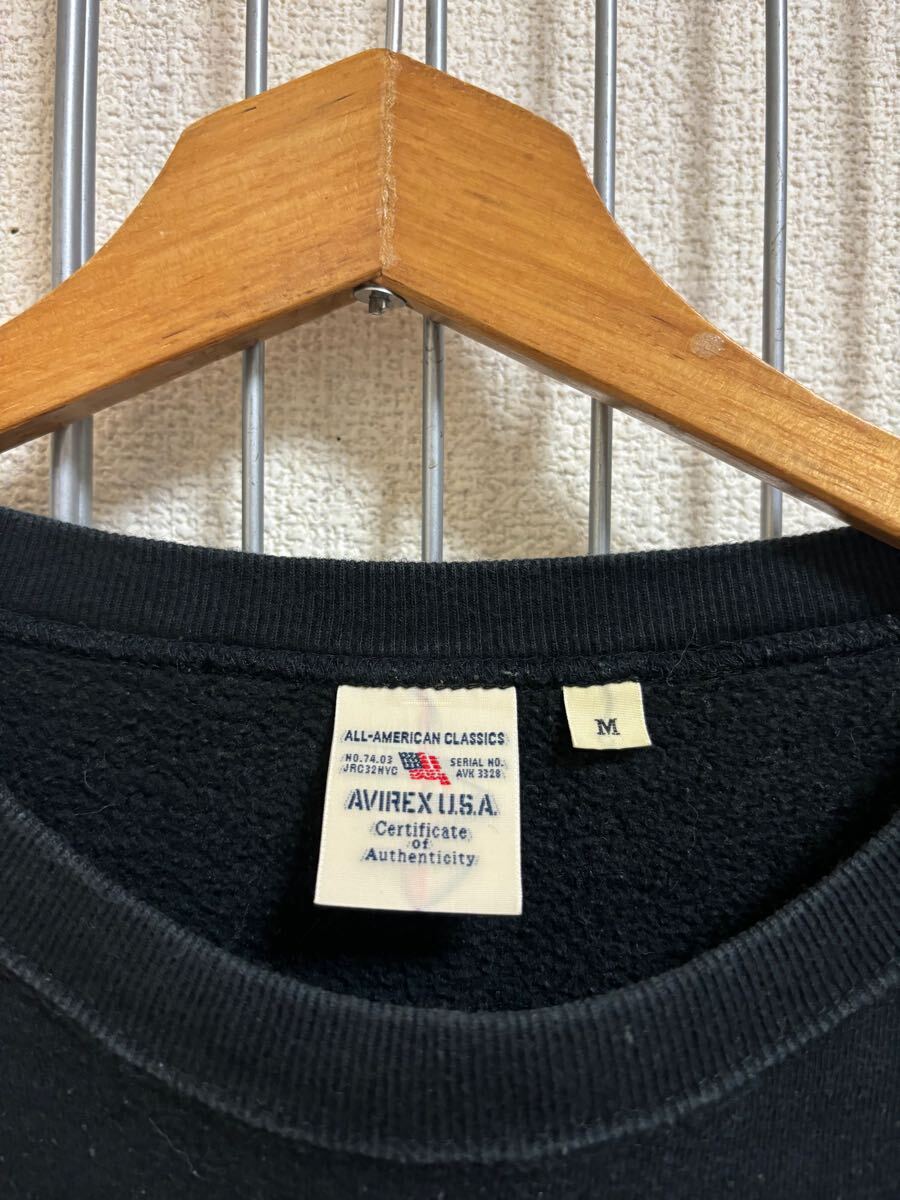 ALL-AMERICAN CLASSICS
NO.74.03 SERIAL NO.
JRC32NYC AVK 3328
AVIREX U.S.A.
Certificate
of
Authenticity
M